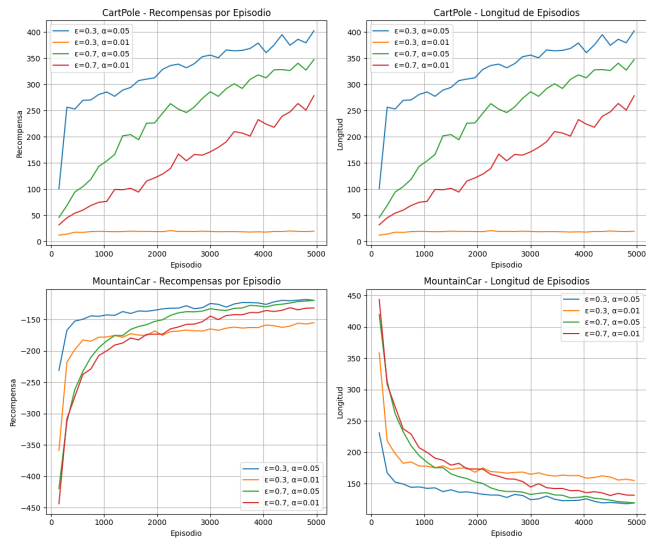 CartPole - Recompensas por Episodio
400
350
300
250
200
150
100
50
0
Recompensa
ε=0.3, α=0.05
ε=0.3, α=0.01
ε=0.7, α=0.05
ε=0.7, α=0.01
0 1000 2000 3000 4000 5000
Episodio
CartPole - Longitud de Episodios
400
350
300
250
200
150
100
50
0
Longitud
ε=0.3, α=0.05
ε=0.3, α=0.01
ε=0.7, α=0.05
ε=0.7, α=0.01
0 1000 2000 3000 4000 5000
Episodio
MountainCar - Recompensas por Episodio
−150
−200
−250
−300
−350
−400
−450
Recompensa
ε=0.3, α=0.05
ε=0.3, α=0.01
ε=0.7, α=0.05
ε=0.7, α=0.01
0 1000 2000 3000 4000 5000
Episodio
MountainCar - Longitud de Episodios
450
400
350
300
250
200
150
Longitud
ε=0.3, α=0.05
ε=0.3, α=0.01
ε=0.7, α=0.05
ε=0.7, α=0.01
0 1000 2000 3000 4000 5000
Episodio